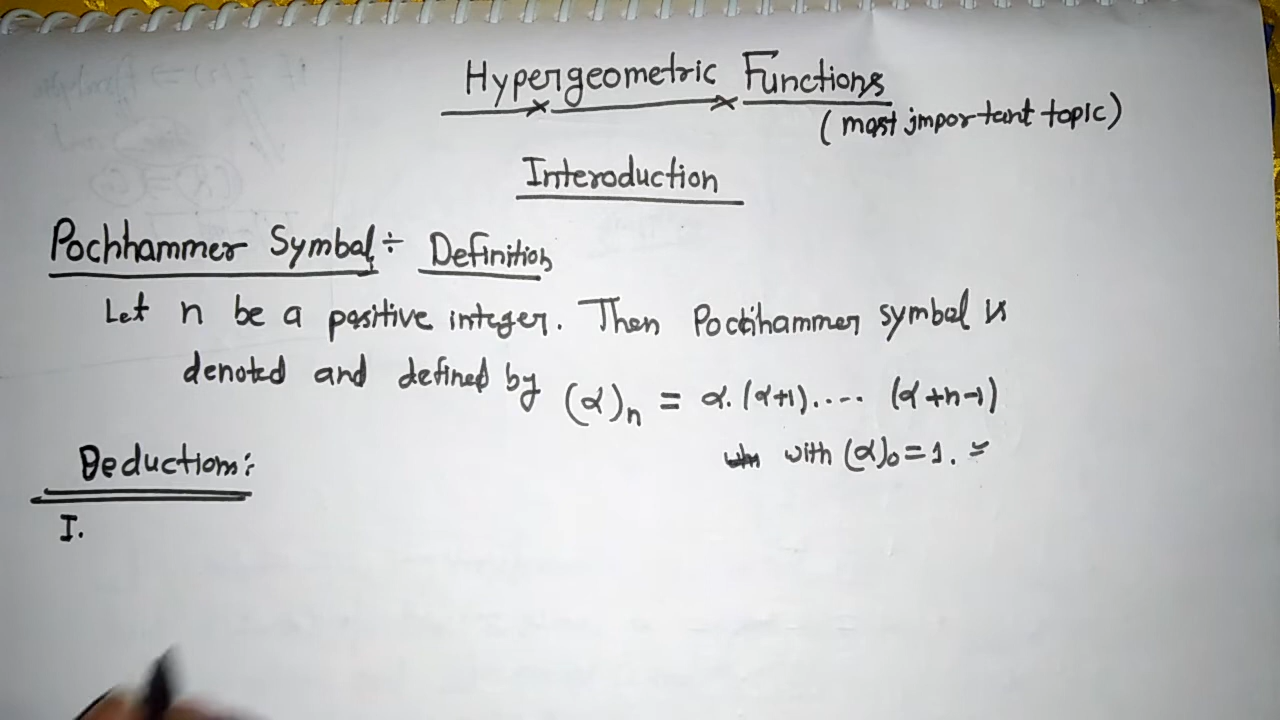 Hypergeometric Functions
(most important topic)
Interoduction
Pochhammer Symbol ÷ Definition
Let n be a positive integer. Then Pochhammer symbol is
denoted and defined by (α)n = α. (α+1).... (α+n-1)
with (α)0 = 1.
Deduction:
I.